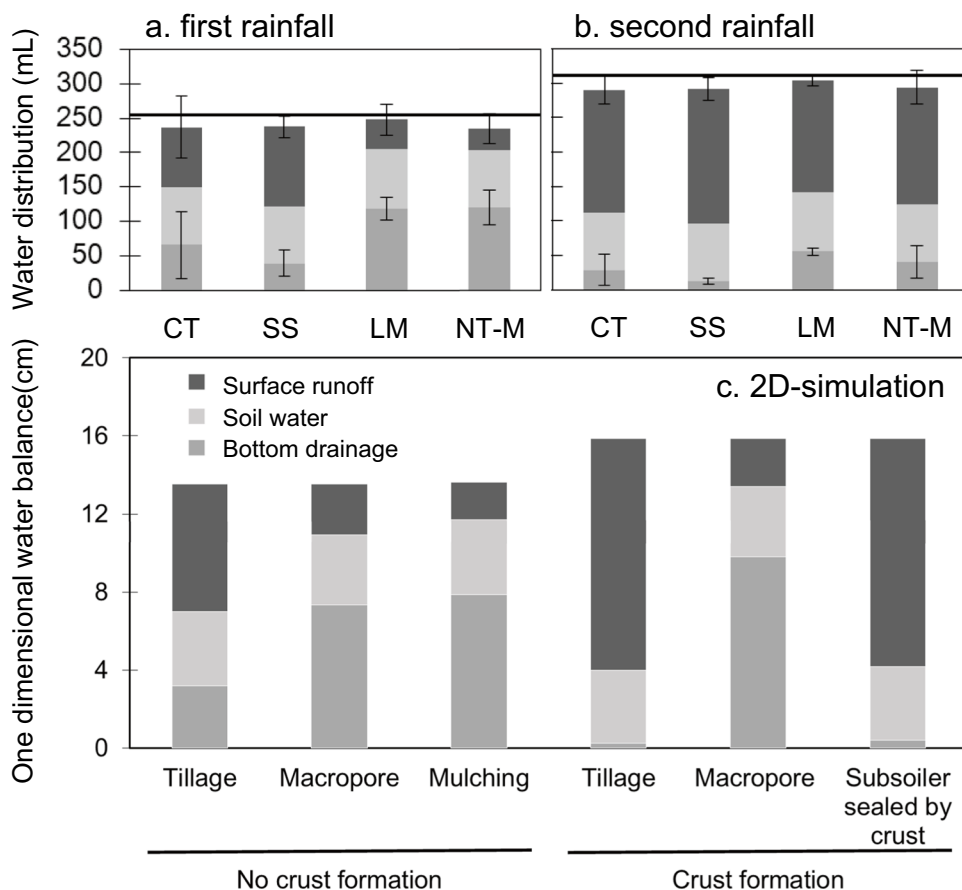 a. first rainfall
b. second rainfall
Water distribution (mL)
350
300
250
200
150
100
50
0
CT SS LM NT-M
CT SS LM NT-M
One dimensional water balance(cm)
20
16
12
8
4
0
Surface runoff
Soil water
Bottom drainage
c. 2D-simulation
Tillage Macropore Mulching
Tillage Macropore Subsoiler
sealed by
crust
No crust formation
Crust formation